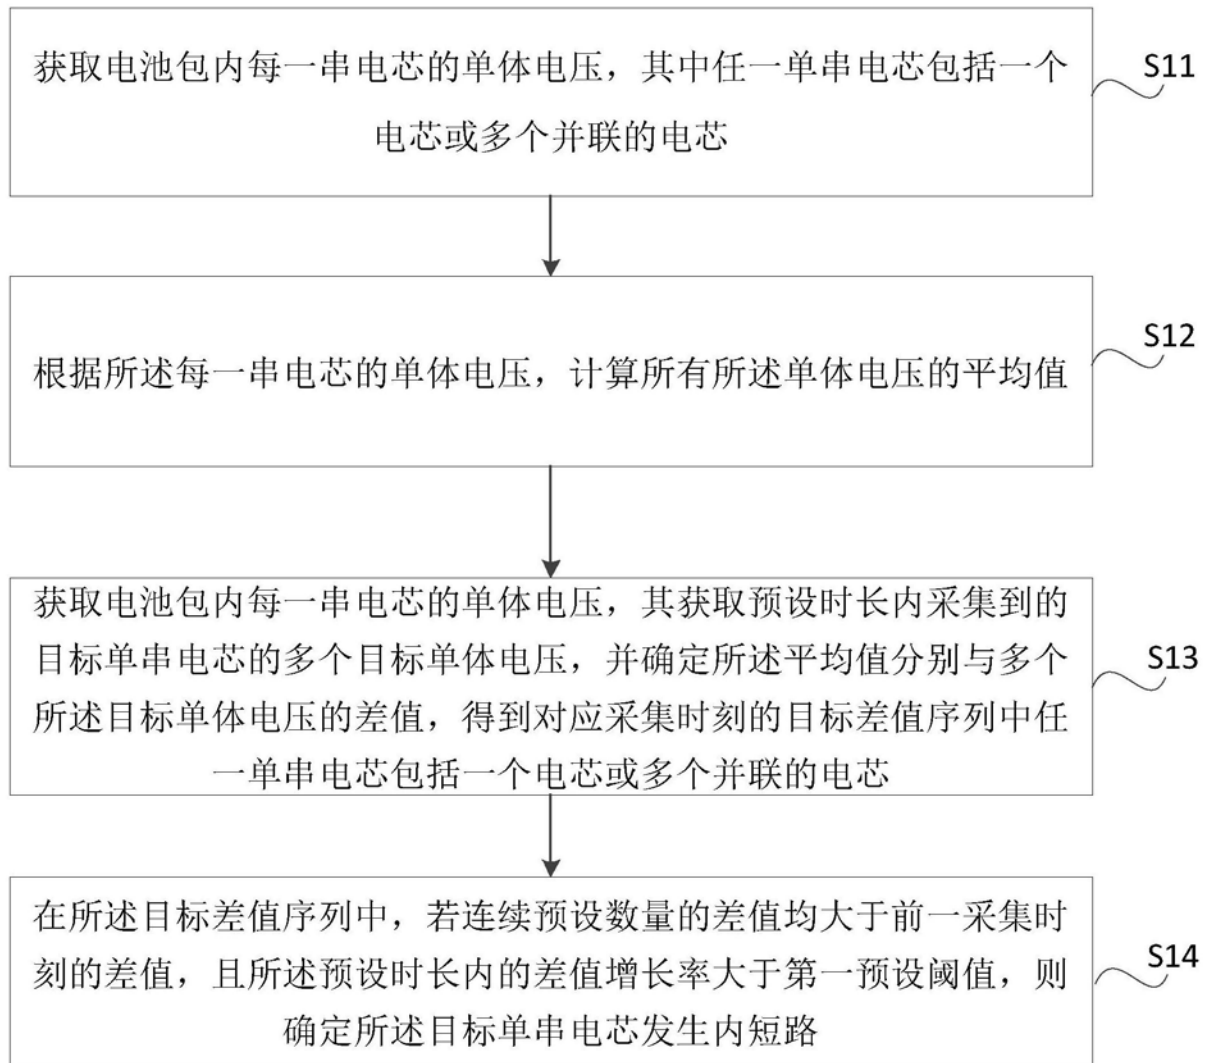 获取电池包内每一串电芯的单体电压，其中任一单串电芯包括一个
电芯或多个并联的电芯
S11
根据所述每一串电芯的单体电压，计算所有所述单体电压的平均值
S12
获取电池包内每一串电芯的单体电压，其获取预设时长内采集到的
目标单串电芯的多个目标单体电压，并确定所述平均值分别与多个
所述目标单体电压的差值，得到对应采集时刻的目标差值序列中任
一单串电芯包括一个电芯或多个并联的电芯
S13
在所述目标差值序列中，若连续预设数量的差值均大于前一采集时
刻的差值，且所述预设时长内的差值增长率大于第一预设阈值，则
确定所述目标单串电芯发生内短路
S14